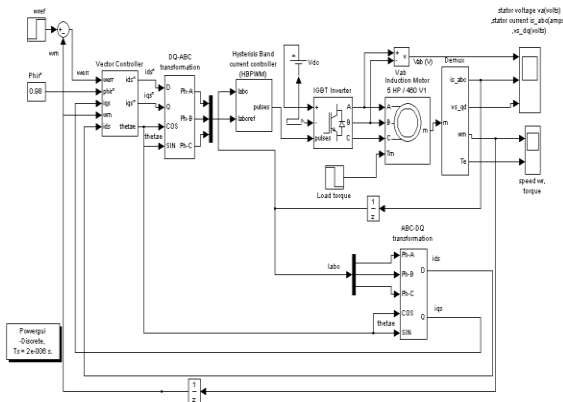 wref
wm
Phir*
0.98
Vector Controller
werr
werr
phir*
iqs
wm
ids
ids*
iqs*
thetae
ids*
iqs*
thetae
DQ-ABC
transformation
D
Q
COS
SIN
Ph-A
Ph-B
Ph-C
Hysterisis Band
current controller
(HBPWM)
Iabc
Iabcref
pulses
Vdc
IGBT Inverter
+
-
pulses
A
B
C
Vab
Vab (V)
Induction Motor
5 HP / 460 V1
A
B
C
Tm
m
Demux
m
is_abc
vs_qd
wm
Te
stator voltage va(volts)
,stator current is_abc(amps)
,vs_dq(volts)
speed wr,
torque
Load torque
1
z
ABC-DQ
transformation
Iabc
Ph-A
Ph-B
Ph-C
COS
SIN
D
Q
ids
iqs
thetae
Powergui
-Discrete,
1
z